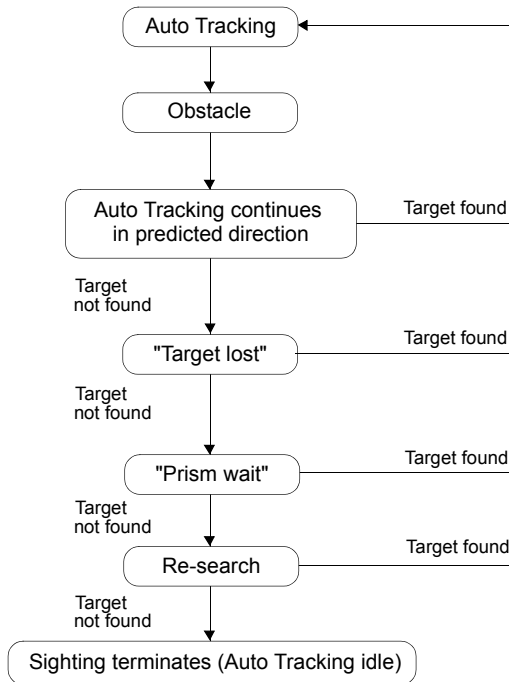 Auto Tracking
Obstacle
Auto Tracking continues
in predicted direction
Target found
Target
not found
"Target lost"
Target found
Target
not found
"Prism wait"
Target found
Target
not found
Re-search
Target found
Target
not found
Sighting terminates (Auto Tracking idle)